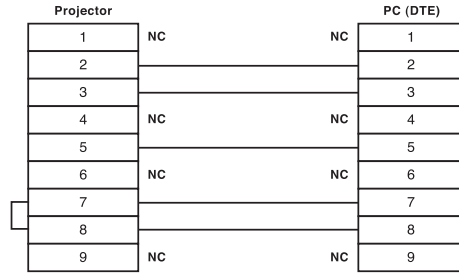 Projector PC (DTE)
1 NC NC 1
2 2
3 3
4 NC NC 4
5 5
6 NC NC 6
7 7
8 8
9 NC NC 9